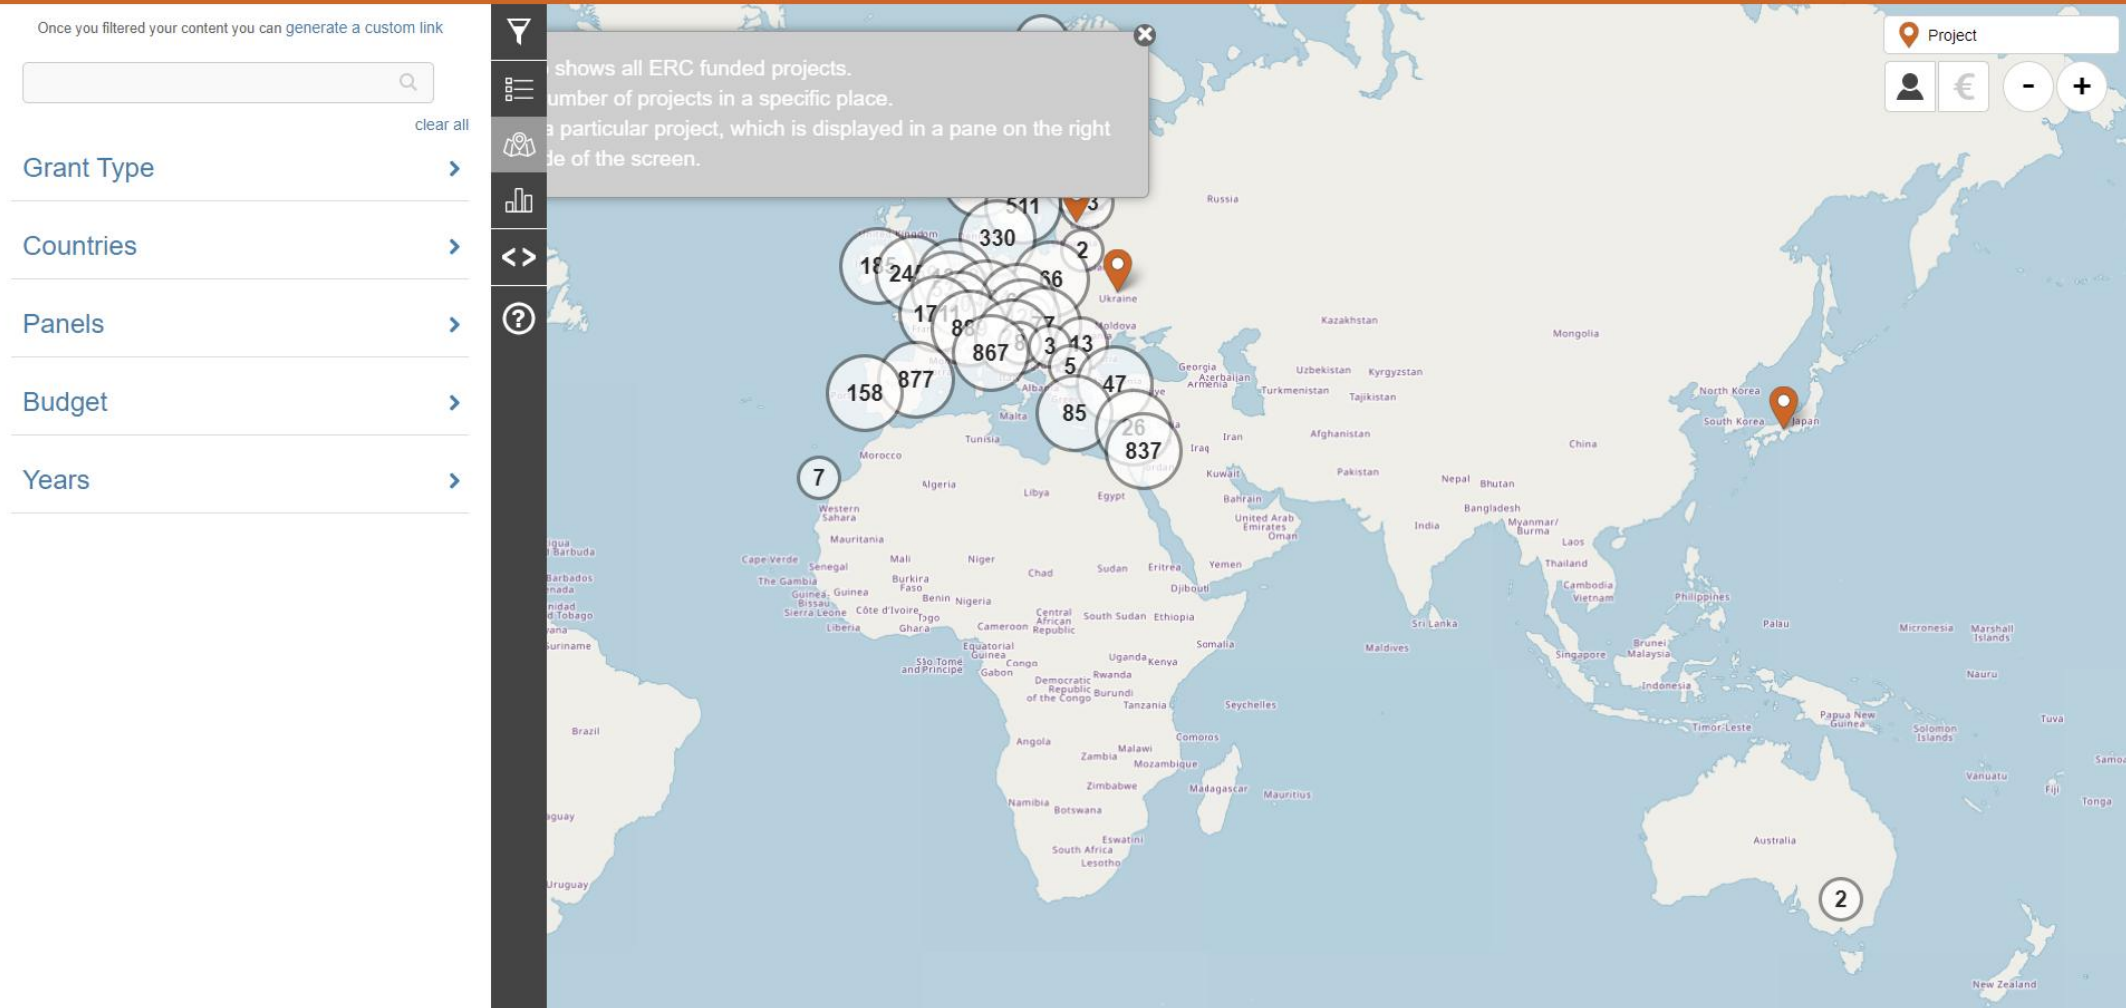 Once you filtered your content you can generate a custom link
clear all
Grant Type
Countries
Panels
Budget
Years
shows all ERC funded projects.
umber of projects in a specific place.
a particular project, which is displayed in a pane on the right
de of the screen.
Project
€
-
+
Russia
511
3
330
2
185
66
Ukraine
1711
77
Moldova
867
3
13
5
877
158
47
85
26
837
7
Kazakhstan
Mongolia
Georgia
Azerbaijan
Armenia
Uzbekistan
Kyrgyzstan
Turkmenistan
Tajikistan
North Korea
South Korea
Japan
Malta
Tunisia
Iran
Afghanistan
China
Morocco
Iraq
Algeria
Libya
Egypt
Kuwait
Pakistan
Nepal
Bhutan
Bahrain
Western
Sahara
United Arab
Emirates
Oman
India
Bangladesh
Myanmar/
Burma
Laos
Mauritania
Cape Verde
Senegal
Mali
Niger
Chad
Sudan
Eritrea
Yemen
Thailand
The Gambia
Burkina
Faso
Djibouti
Cambodia
Vietnam
Philippines
Guinea-
Bissau
Guinea
Benin
Nigeria
Sierra Leone
Côte d'Ivoire
Togo
Central
African
Republic
South Sudan
Ethiopia
Liberia
Ghana
Cameroon
Sri Lanka
Palau
Micronesia
Marshall
Islands
Equatorial
Guinea
Somalia
Maldives
Brunei
Malaysia
Singapore
São Tomé
and Príncipe
Congo
Gabon
Uganda
Kenya
Rwanda
Democratic
Republic
of the Congo
Burundi
Tanzania
Indonesia
Nauru
Seychelles
Papua New
Guinea
Timor-Leste
Solomon
Islands
Brazil
Angola
Comoros
Malawi
Zambia
Mozambique
Samoa
Zimbabwe
Madagascar
Mauritius
Vanuatu
Fiji
Tonga
Namibia
Botswana
Eswatini
South Africa
Lesotho
Australia
Uruguay
2
New Zealand